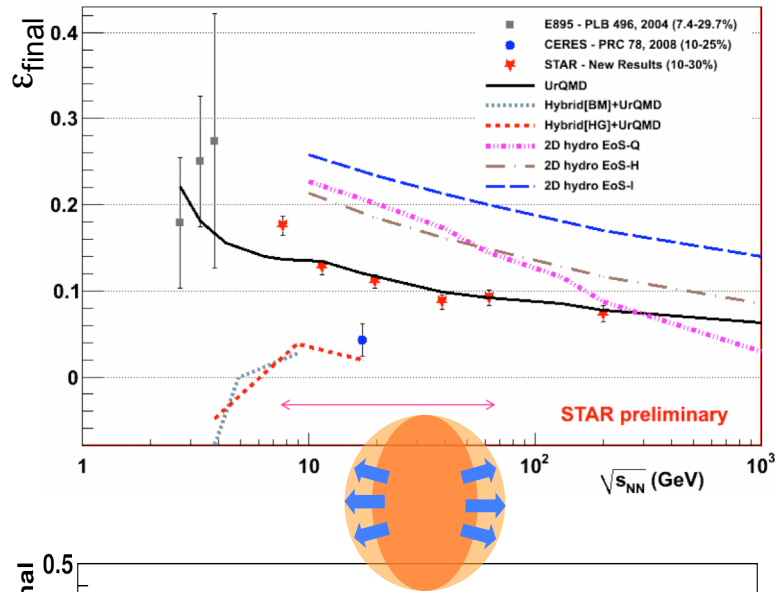 ε_final
0.4
0.3
0.2
0.1
0
E895 - PLB 496, 2004 (7.4-29.7%)
CERES - PRC 78, 2008 (10-25%)
STAR - New Results (10-30%)
UrQMD
Hybrid[BM]+UrQMD
Hybrid[HG]+UrQMD
2D hydro EoS-Q
2D hydro EoS-H
2D hydro EoS-I
STAR preliminary
1 10 10² 10³
√s_NN (GeV)
0.5
nal